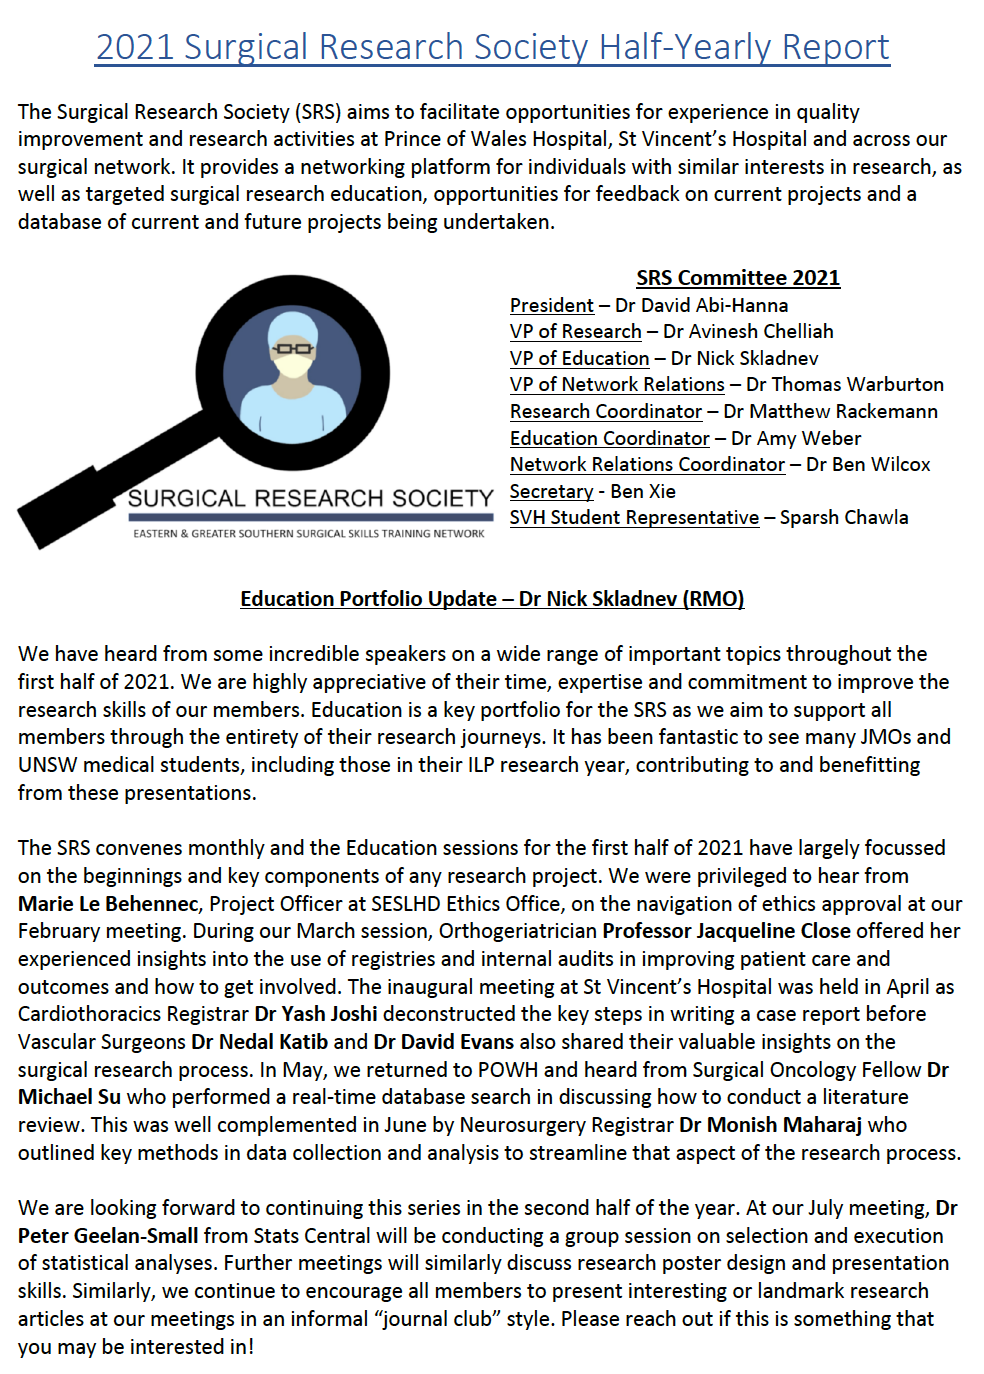 2021 Surgical Research Society Half-Yearly Report
The Surgical Research Society (SRS) aims to facilitate opportunities for experience in quality
improvement and research activities at Prince of Wales Hospital, St Vincent’s Hospital and across our
surgical network. It provides a networking platform for individuals with similar interests in research, as
well as targeted surgical research education, opportunities for feedback on current projects and a
database of current and future projects being undertaken.
SURGICAL RESEARCH SOCIETY
EASTERN & GREATER SOUTHERN SURGICAL SKILLS TRAINING NETWORK
SRS Committee 2021
President – Dr David Abi-Hanna
VP of Research – Dr Avinesh Chelliah
VP of Education – Dr Nick Skladnev
VP of Network Relations – Dr Thomas Warburton
Research Coordinator – Dr Matthew Rackemann
Education Coordinator – Dr Amy Weber
Network Relations Coordinator – Dr Ben Wilcox
Secretary - Ben Xie
SVH Student Representative – Sparsh Chawla
Education Portfolio Update – Dr Nick Skladnev (RMO)
We have heard from some incredible speakers on a wide range of important topics throughout the
first half of 2021. We are highly appreciative of their time, expertise and commitment to improve the
research skills of our members. Education is a key portfolio for the SRS as we aim to support all
members through the entirety of their research journeys. It has been fantastic to see many JMOs and
UNSW medical students, including those in their ILP research year, contributing to and benefitting
from these presentations.
The SRS convenes monthly and the Education sessions for the first half of 2021 have largely focussed
on the beginnings and key components of any research project. We were privileged to hear from
Marie Le Behennec, Project Officer at SESLHD Ethics Office, on the navigation of ethics approval at our
February meeting. During our March session, Orthogeriatrician Professor Jacqueline Close offered her
experienced insights into the use of registries and internal audits in improving patient care and
outcomes and how to get involved. The inaugural meeting at St Vincent’s Hospital was held in April as
Cardiothoracics Registrar Dr Yash Joshi deconstructed the key steps in writing a case report before
Vascular Surgeons Dr Nedal Katib and Dr David Evans also shared their valuable insights on the
surgical research process. In May, we returned to POWH and heard from Surgical Oncology Fellow Dr
Michael Su who performed a real-time database search in discussing how to conduct a literature
review. This was well complemented in June by Neurosurgery Registrar Dr Monish Maharaj who
outlined key methods in data collection and analysis to streamline that aspect of the research process.
We are looking forward to continuing this series in the second half of the year. At our July meeting, Dr
Peter Geelan-Small from Stats Central will be conducting a group session on selection and execution
of statistical analyses. Further meetings will similarly discuss research poster design and presentation
skills. Similarly, we continue to encourage all members to present interesting or landmark research
articles at our meetings in an informal “journal club” style. Please reach out if this is something that
you may be interested in!